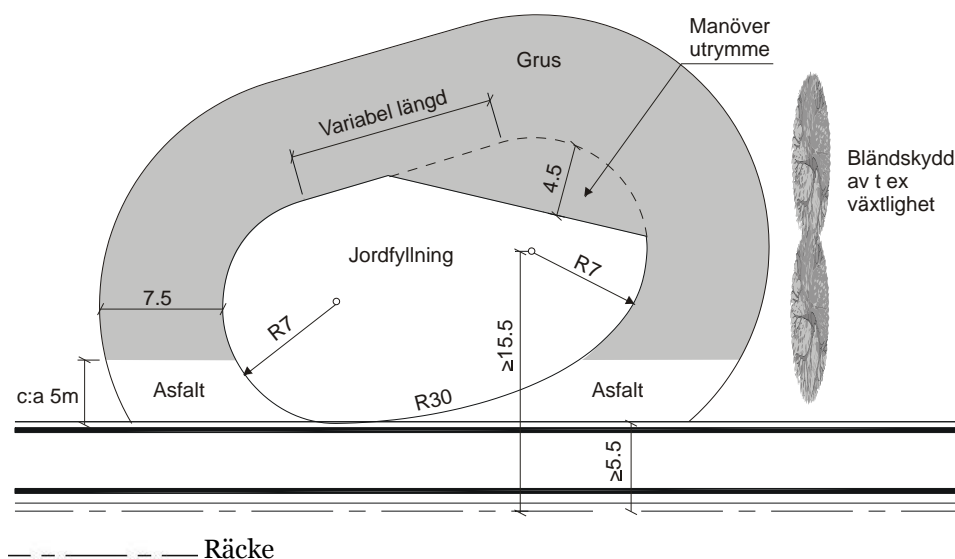 Manöver
utrymme
Grus
Variabel längd
4.5
Bländskydd
av t ex
växtlighet
Jordfyllning
R7
7.5
R7
≥15.5
c:a 5m
Asfalt
R30
Asfalt
≥5.5
Räcke